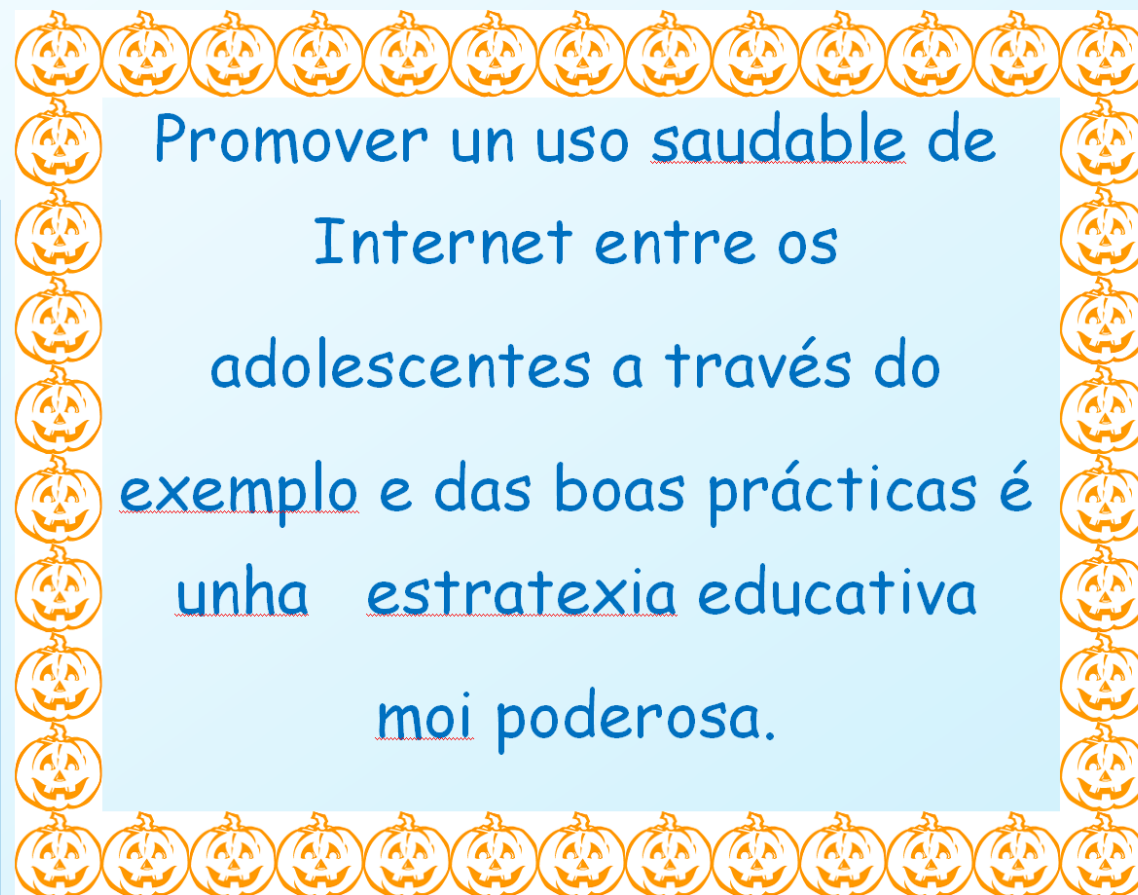 Promover un uso saudable de
Internet entre os
adolescentes a través do
exemplo e das boas prácticas é
unha estratexia educativa
moi poderosa.